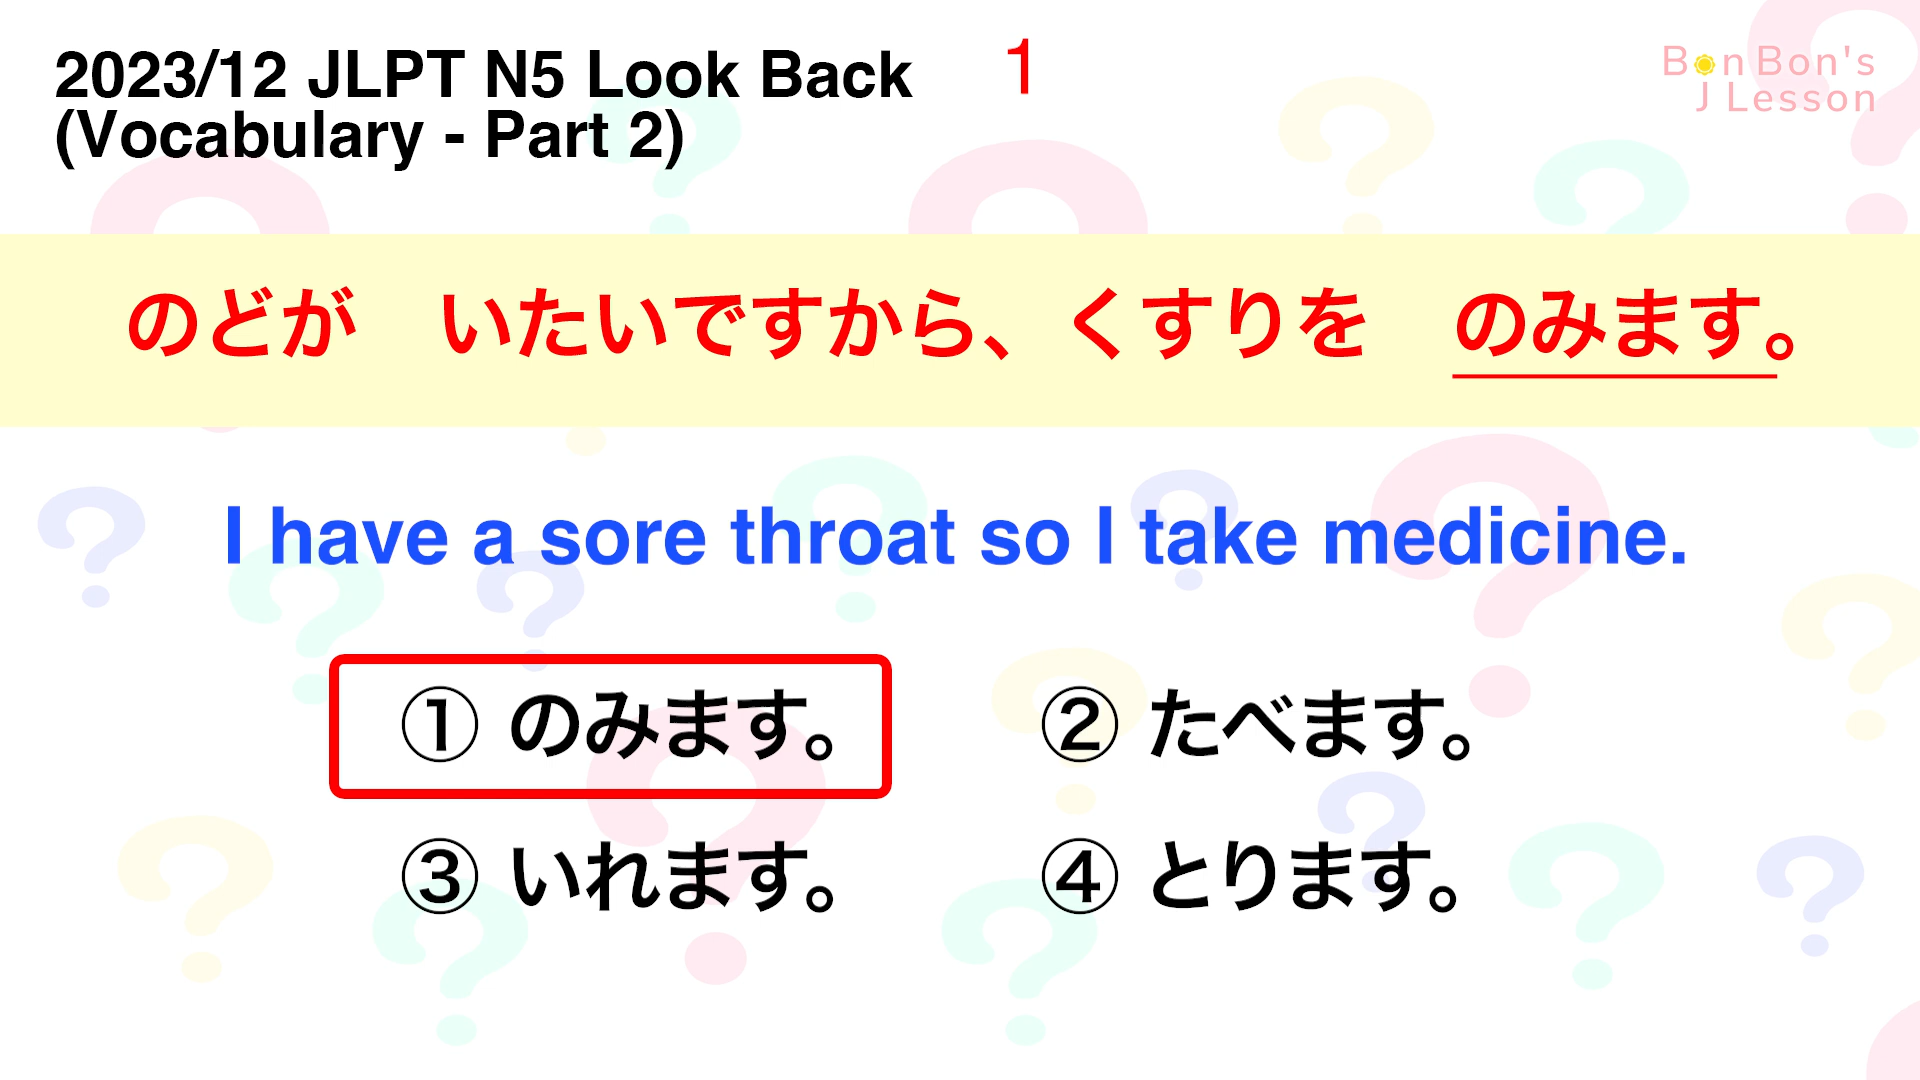 2023/12 JLPT N5 Look Back
(Vocabulary - Part 2)
1
BonBon's
J Lesson
のどが　いたいですから、くすりを　のみます。
I have a sore throat so I take medicine.
① のみます。
② たべます。
③ いれます。
④ とります。